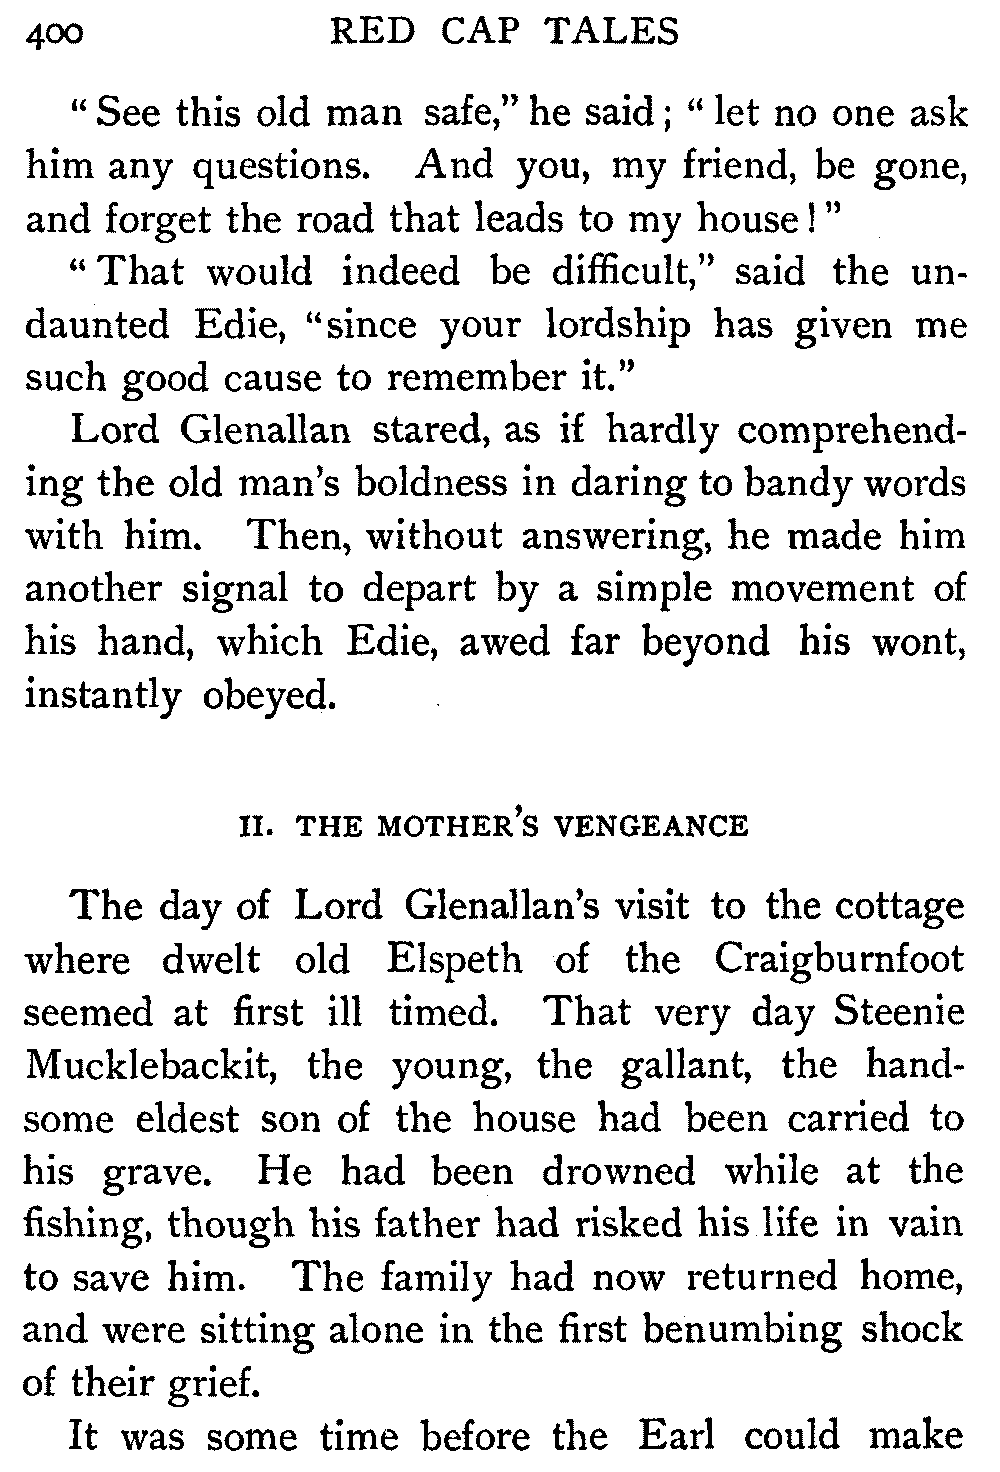 400 RED CAP TALES
“ See this old man safe,” he said ; “ let no one ask
him any questions. And you, my friend, be gone,
and forget the road that leads to my house ! ”
“ That would indeed be difficult,” said the un-
daunted Edie, “since your lordship has given me
such good cause to remember it.”
Lord Glenallan stared, as if hardly comprehend-
ing the old man’s boldness in daring to bandy words
with him. Then, without answering, he made him
another signal to depart by a simple movement of
his hand, which Edie, awed far beyond his wont,
instantly obeyed.
II. THE MOTHER’S VENGEANCE
The day of Lord Glenallan’s visit to the cottage
where dwelt old Elspeth of the Craigburnfoot
seemed at first ill timed. That very day Steenie
Mucklebackit, the young, the gallant, the hand-
some eldest son of the house had been carried to
his grave. He had been drowned while at the
fishing, though his father had risked his life in vain
to save him. The family had now returned home,
and were sitting alone in the first benumbing shock
of their grief.
It was some time before the Earl could make